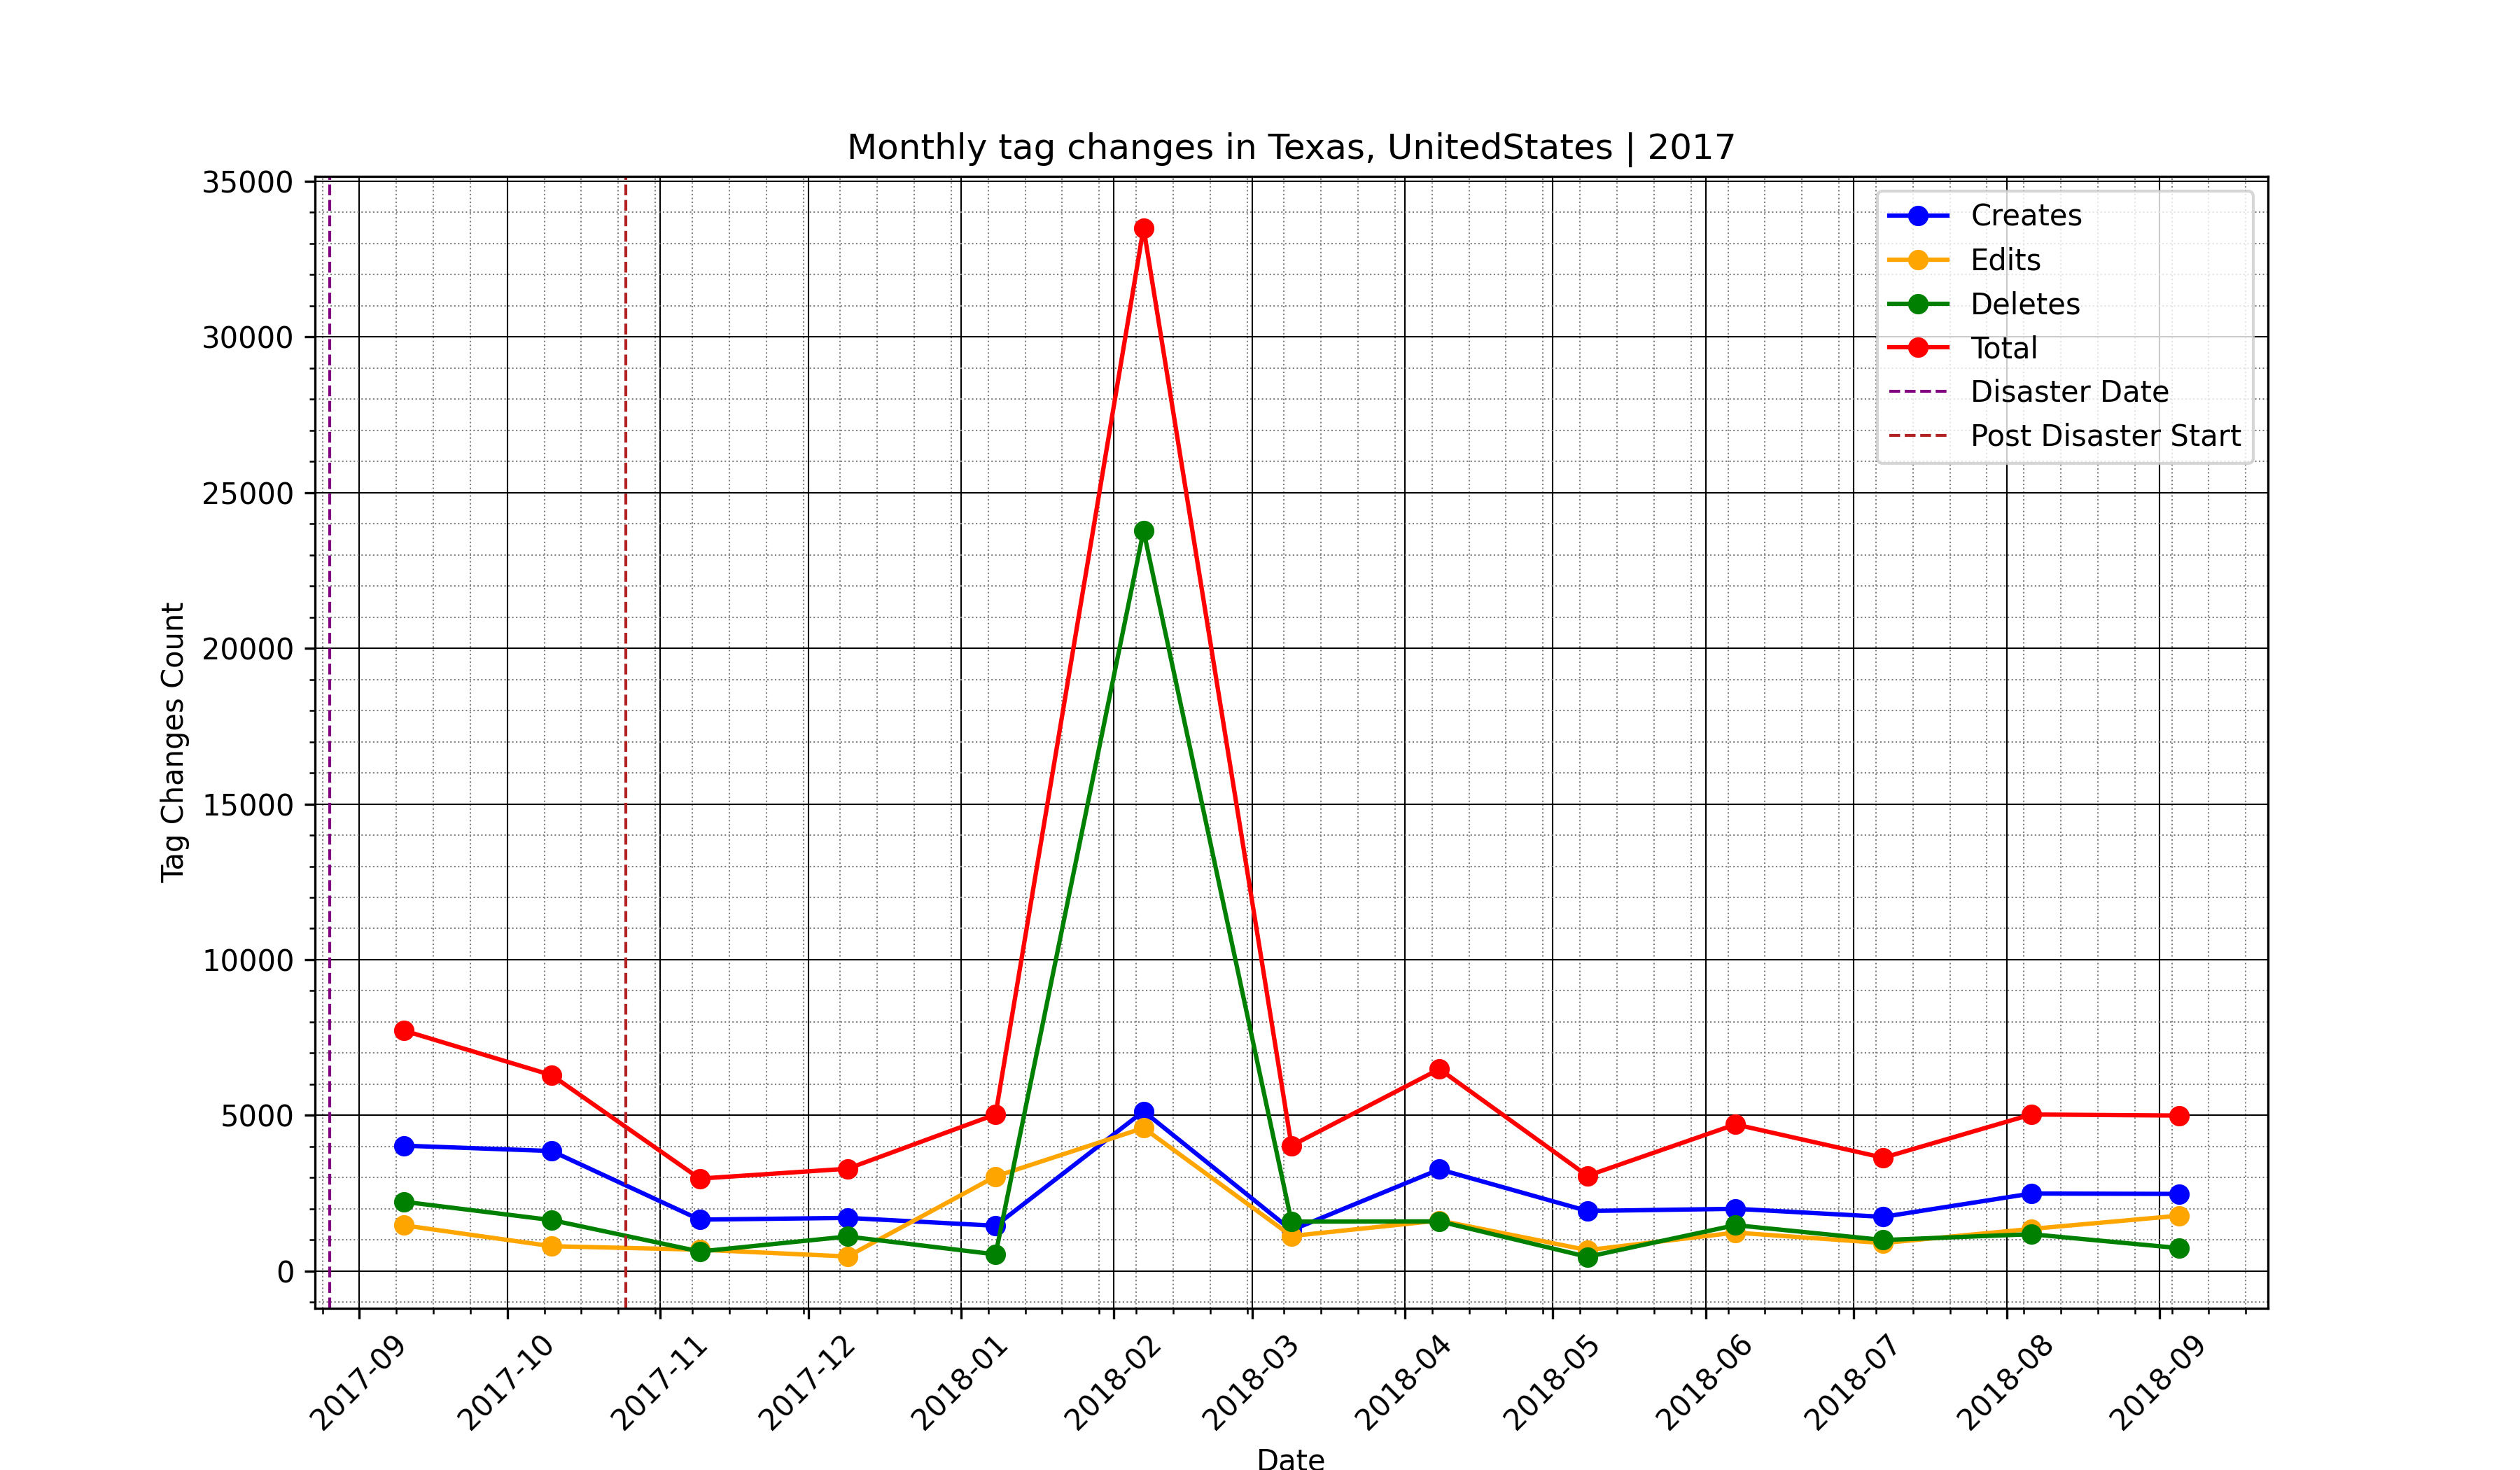 Monthly tag changes in Texas, UnitedStates | 2017
35000
30000
25000
20000
15000
10000
5000
0
Tag Changes Count
Creates
Edits
Deletes
Total
Disaster Date
Post Disaster Start
2017-09
2017-10
2017-11
2017-12
2018-01
2018-02
2018-03
2018-04
2018-05
2018-06
2018-07
2018-08
2018-09
Date